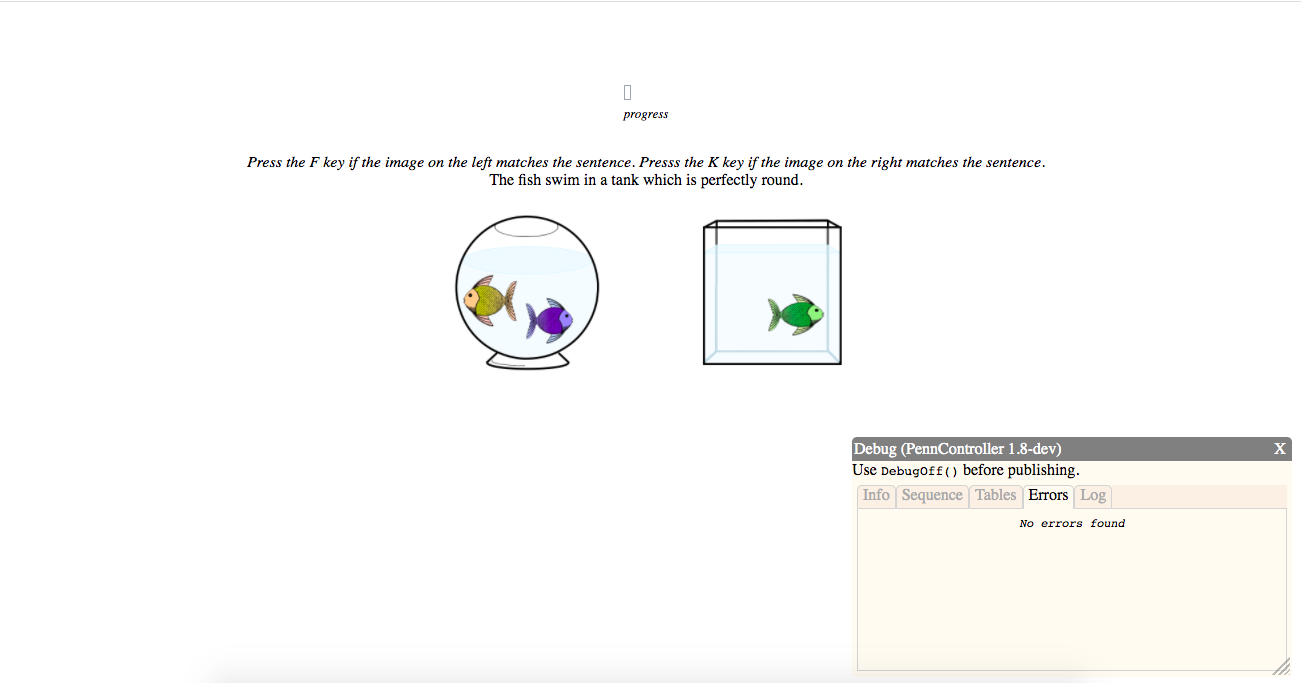 progress
Press the F key if the image on the left matches the sentence. Presss the K key if the image on the right matches the sentence.
The fish swim in a tank which is perfectly round.
Debug (PennController 1.8-dev) X
Use DebugOff() before publishing.
Info Sequence Tables Errors Log
No errors found